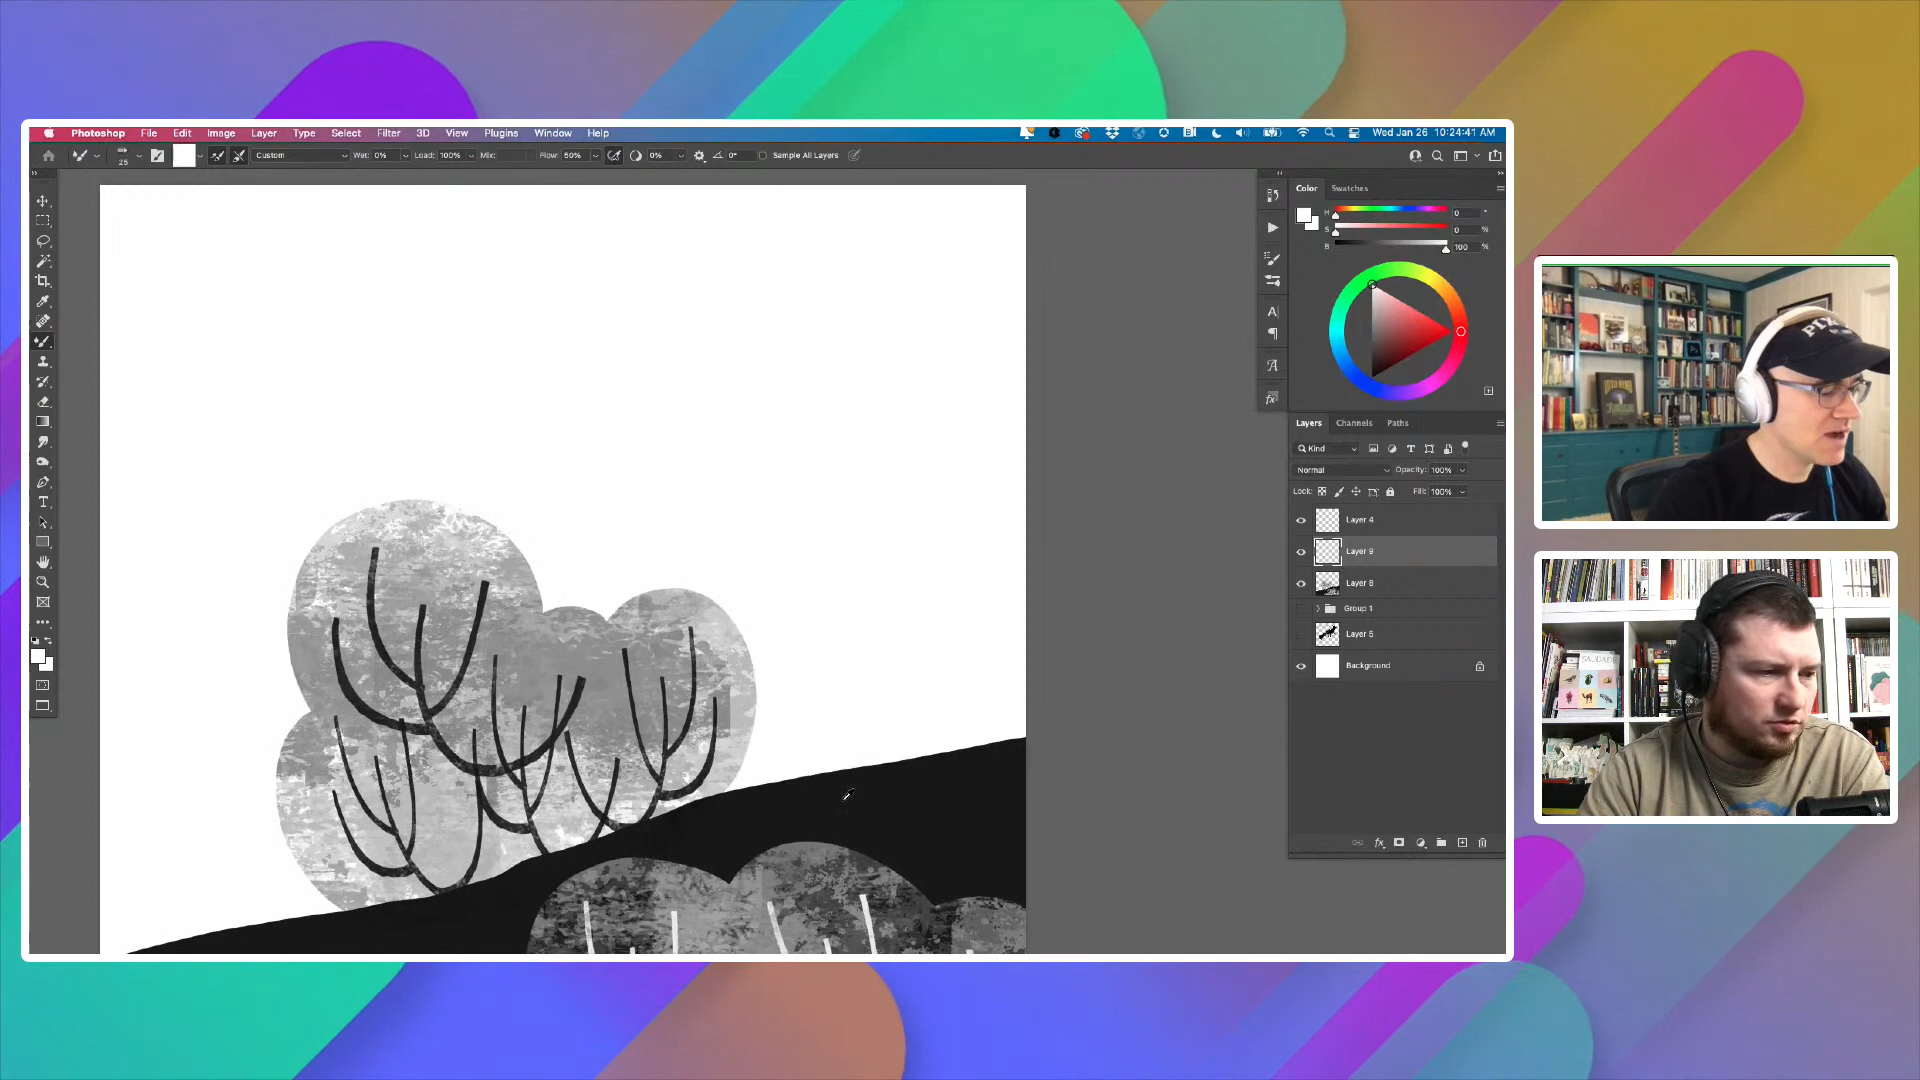 Photoshop File Edit Image Layer Type Select Filter 3D View Plugins Window Help Wed Jan 26 10:24:41 AM
25 Custom Wet: 0% Load: 100% Mix: Flow: 50% 0% 0° Sample All Layers
Color Swatches
H 0 °
S 0 %
B 100 %
Layers Channels Paths
Kind
Normal Opacity: 100%
Lock: Fill: 100%
Layer 4
Layer 9
Layer 8
Group 1
Layer 5
Background
PIX
SAUDADE